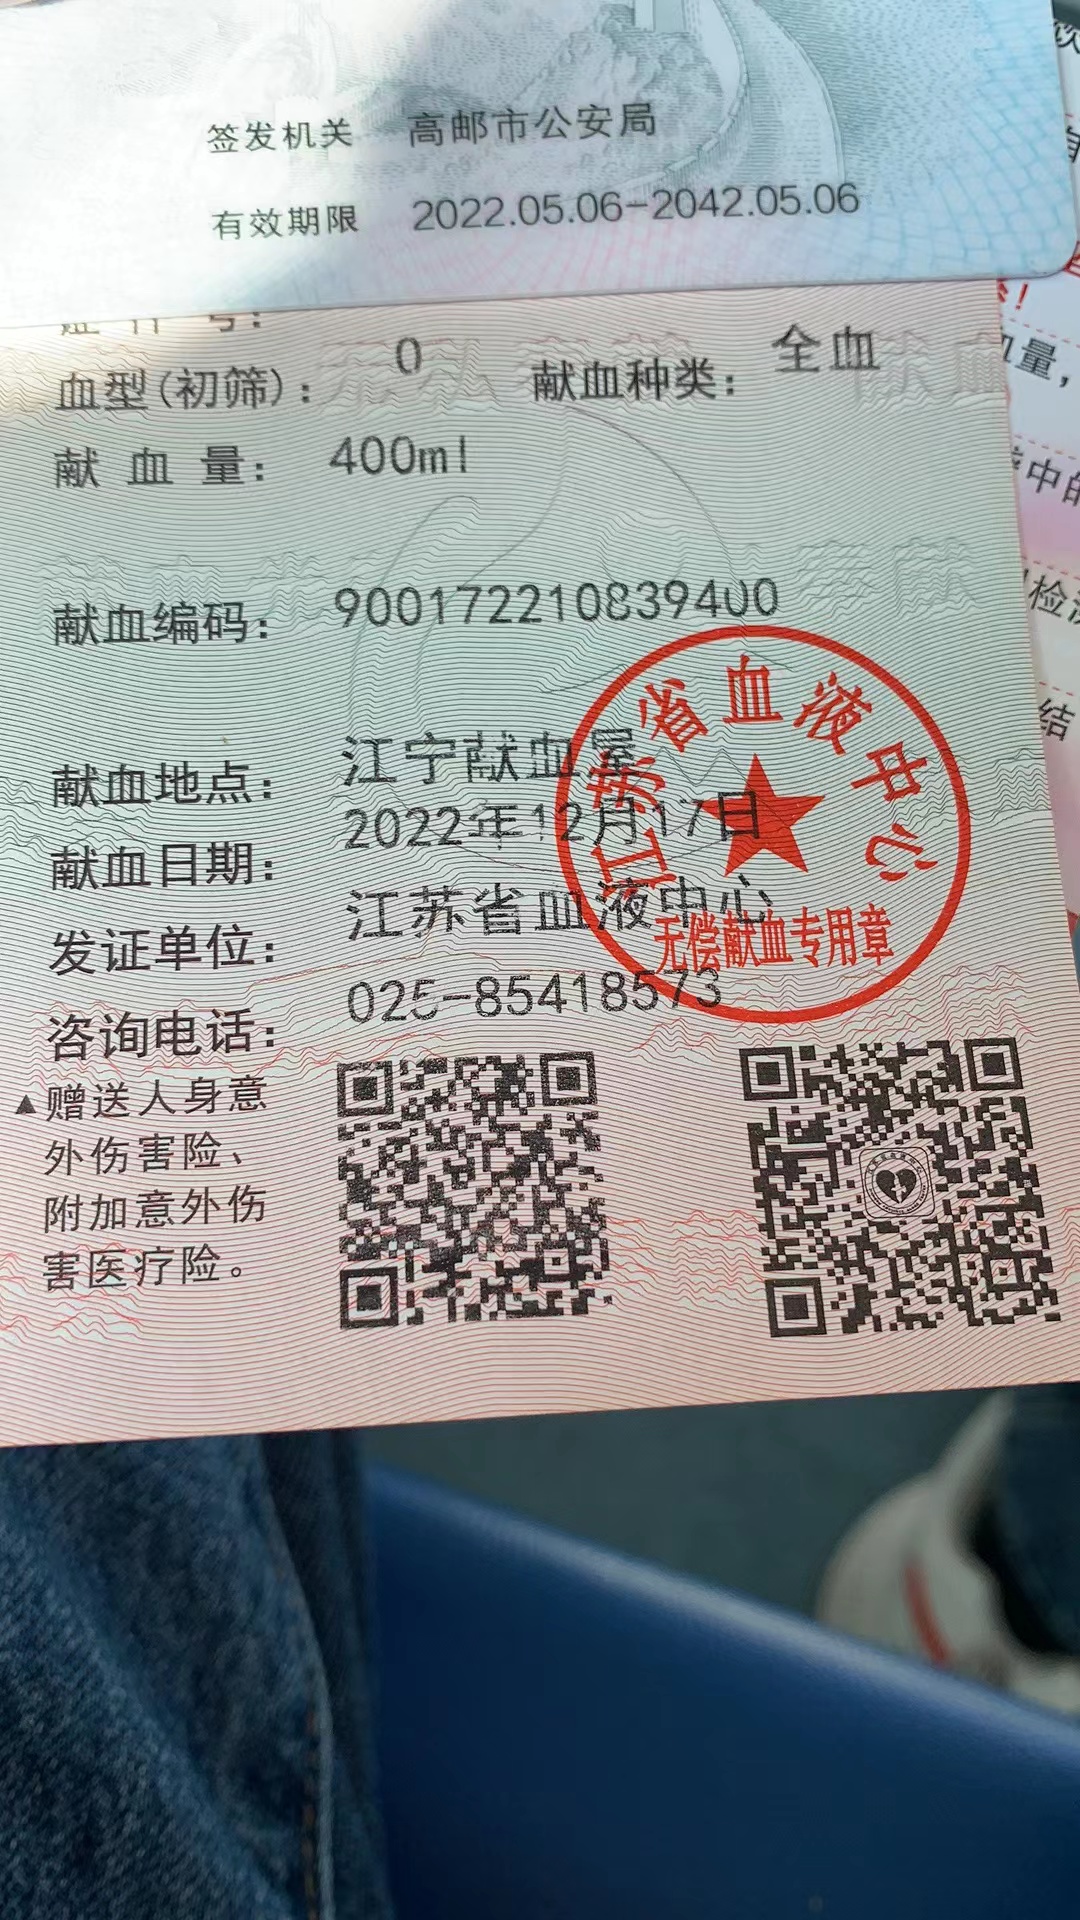 签发机关 高邮市公安局
有效期限 2022.05.06-2042.05.06
血型(初筛): O 献血种类: 全血
献血量: 400ml
献血编码: 900172210839400
献血地点: 江宁献血屋
献血日期: 2022年12月17日
发证单位: 江苏省血液中心
咨询电话: 025-85418573
江苏省血液中心
无偿献血专用章
▲赠送人身意
外伤害险、
附加意外伤
害医疗险。
血量,
中的
检测
结